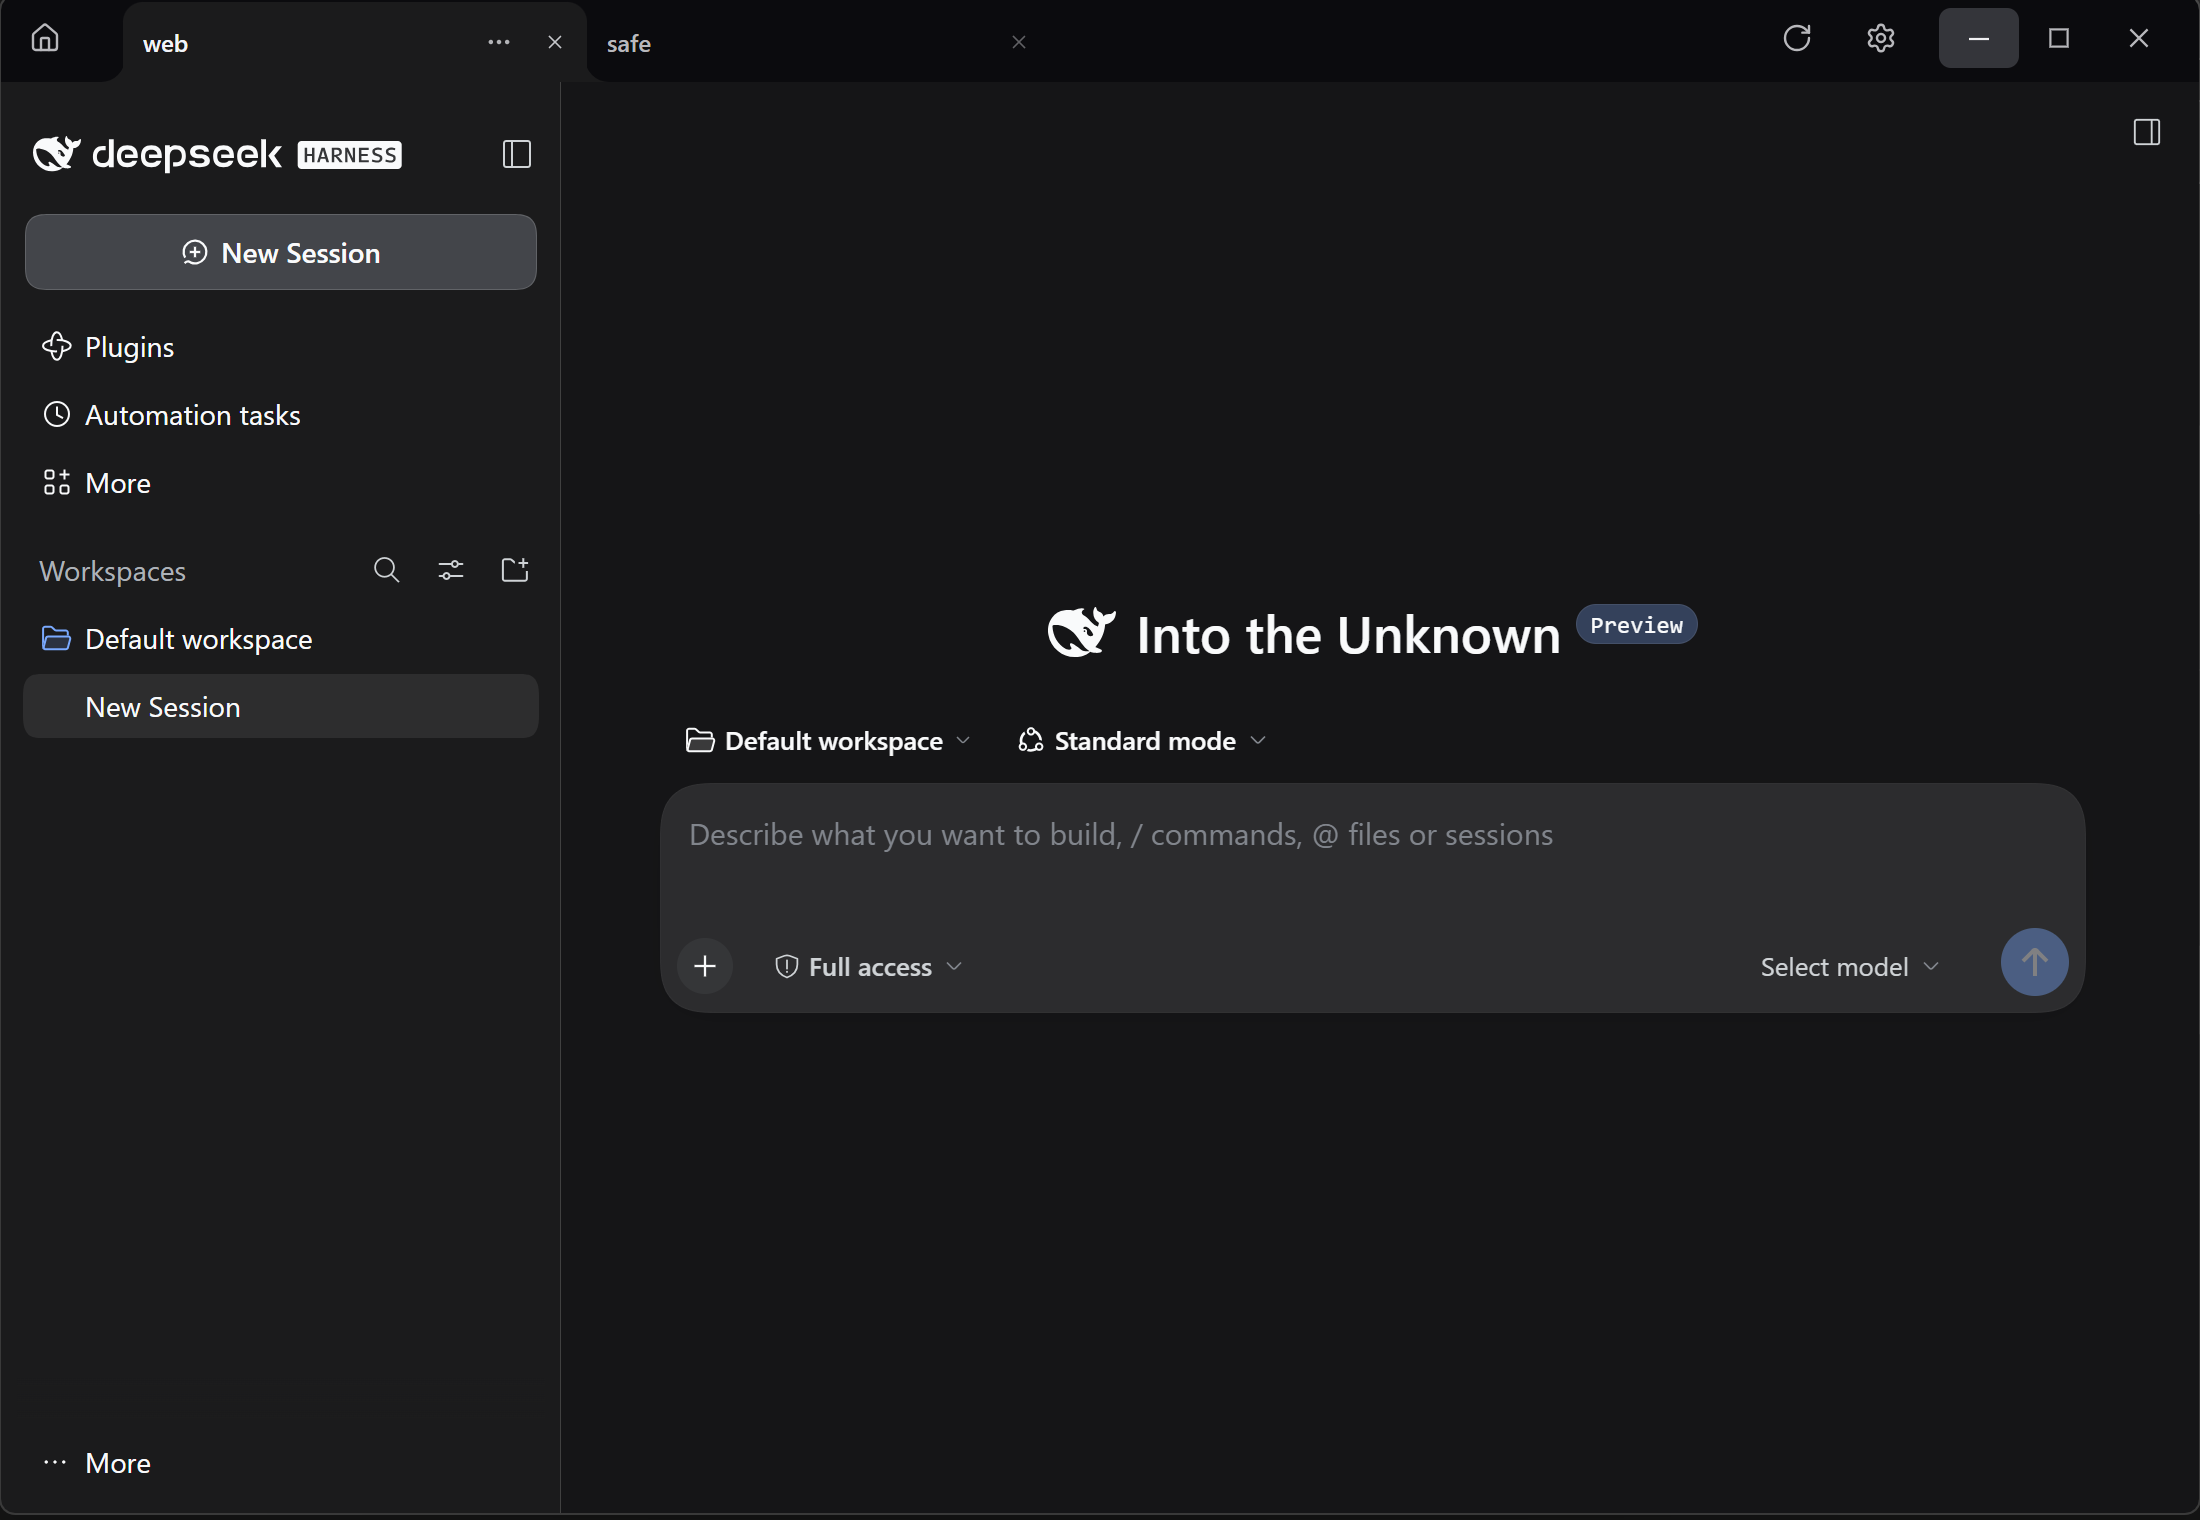 web
safe
deepseek HARNESS
New Session
Plugins
Automation tasks
More
Workspaces
Default workspace
New Session
More
Into the Unknown Preview
Default workspace Standard mode
Describe what you want to build, / commands, @ files or sessions
Full access Select model